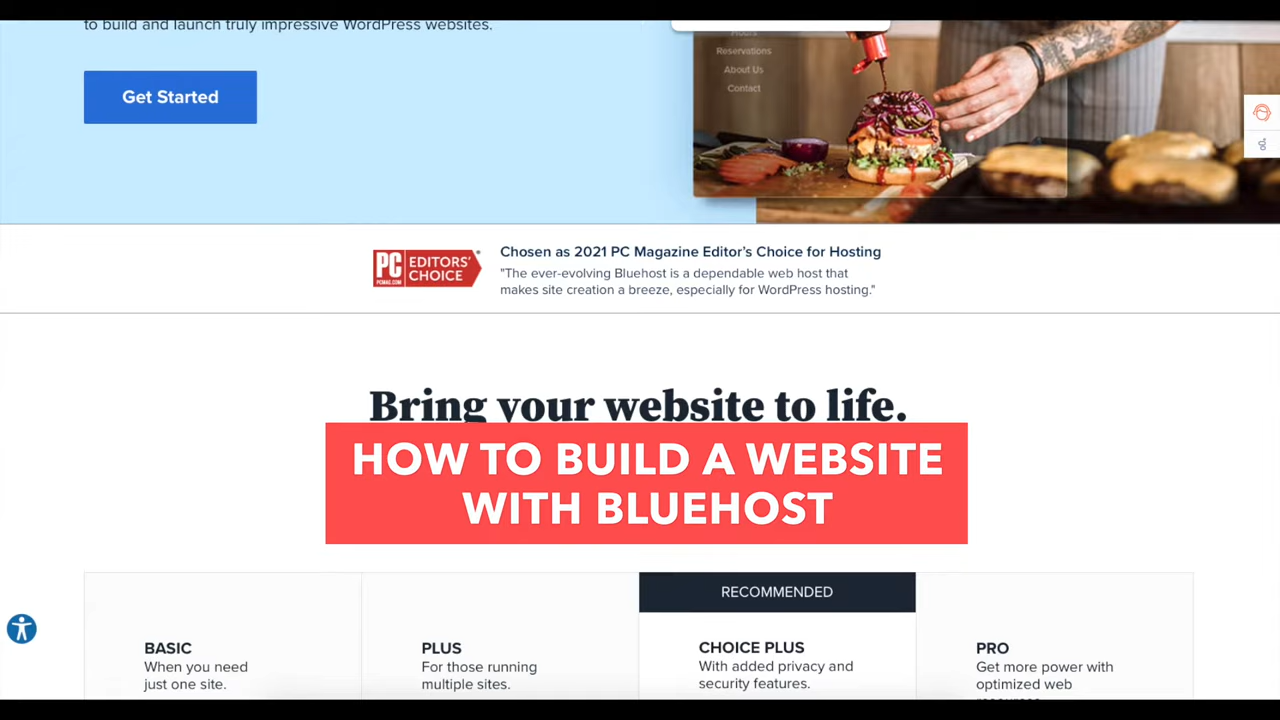 to build and launch truly impressive WordPress websites.
Get Started
Hours
Reservations
About Us
Contact
PC
PCMAG.COM
EDITORS'
CHOICE
Chosen as 2021 PC Magazine Editor's Choice for Hosting
"The ever-evolving Bluehost is a dependable web host that
makes site creation a breeze, especially for WordPress hosting."
Bring your website to life.
HOW TO BUILD A WEBSITE
WITH BLUEHOST
RECOMMENDED
BASIC
When you need
just one site.
PLUS
For those running
multiple sites.
CHOICE PLUS
With added privacy and
security features.
PRO
Get more power with
optimized web